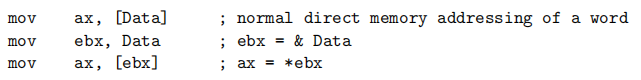 mov ax, [Data] ; normal direct memory addressing of a word
mov ebx, Data ; ebx = & Data
mov ax, [ebx] ; ax = *ebx